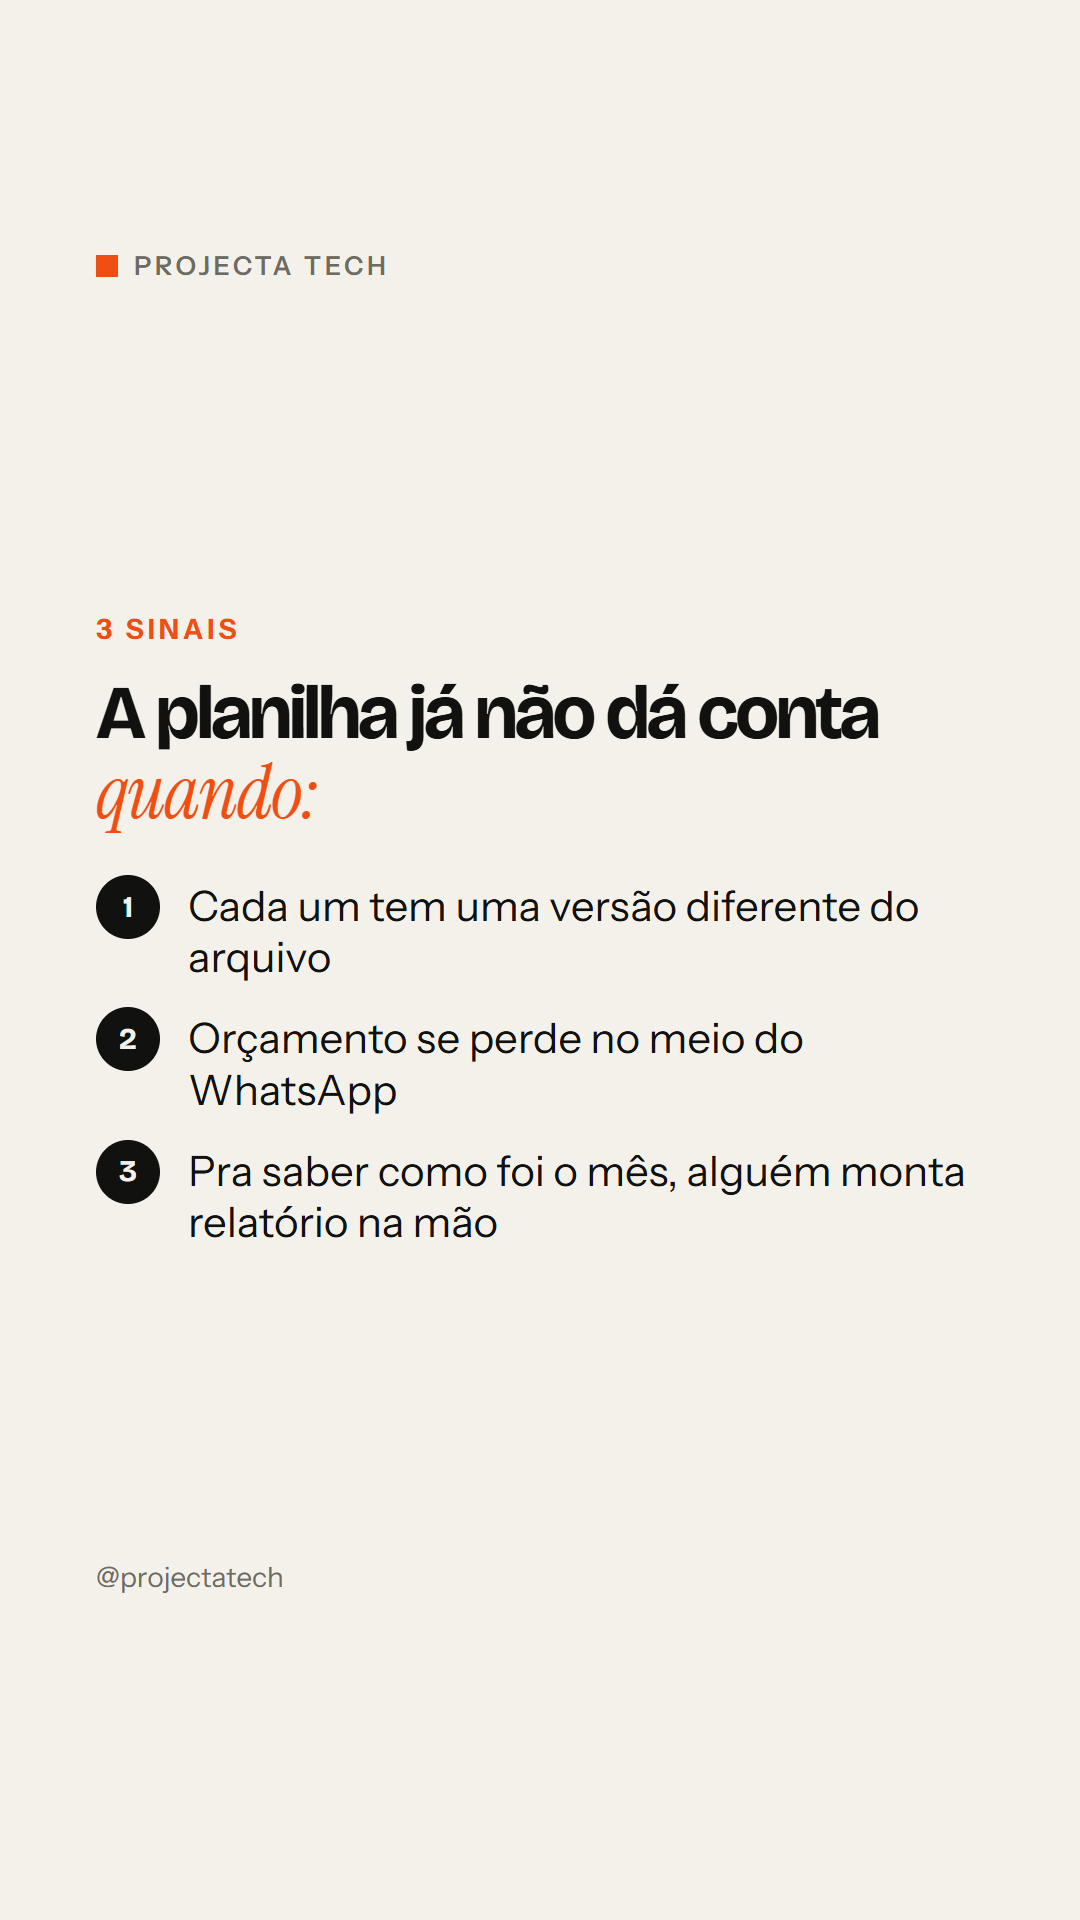 PROJECTA TECH
3 SINAIS
A planilha já não dá conta
quando:
1 Cada um tem uma versão diferente do
arquivo
2 Orçamento se perde no meio do
WhatsApp
3 Pra saber como foi o mês, alguém monta
relatório na mão
@projectatech